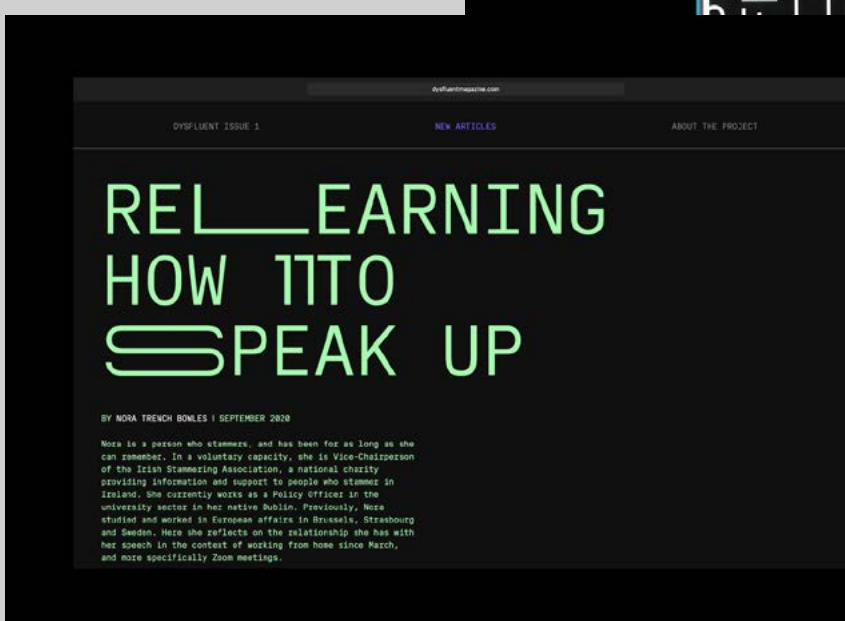 dysfluentmagazine.com
DYSFLUENT ISSUE 1 NEW ARTICLES ABOUT THE PROJECT
RELEARNING
HOW TTTO
SPEAK UP
BY NORA TRENCH BOWLES | SEPTEMBER 2020
Nora is a person who stammers, and has been for as long as she
can remember. In a voluntary capacity, she is Vice-Chairperson
of the Irish Stammering Association, a national charity
providing information and support to people who stammer in
Ireland. She currently works as a Policy Officer in the
university sector in her native Dublin. Previously, Nora
studied and worked in European affairs in Brussels, Strasbourg
and Sweden. Here she reflects on the relationship she has with
her speech in the context of working from home since March,
and more specifically Zoom meetings.